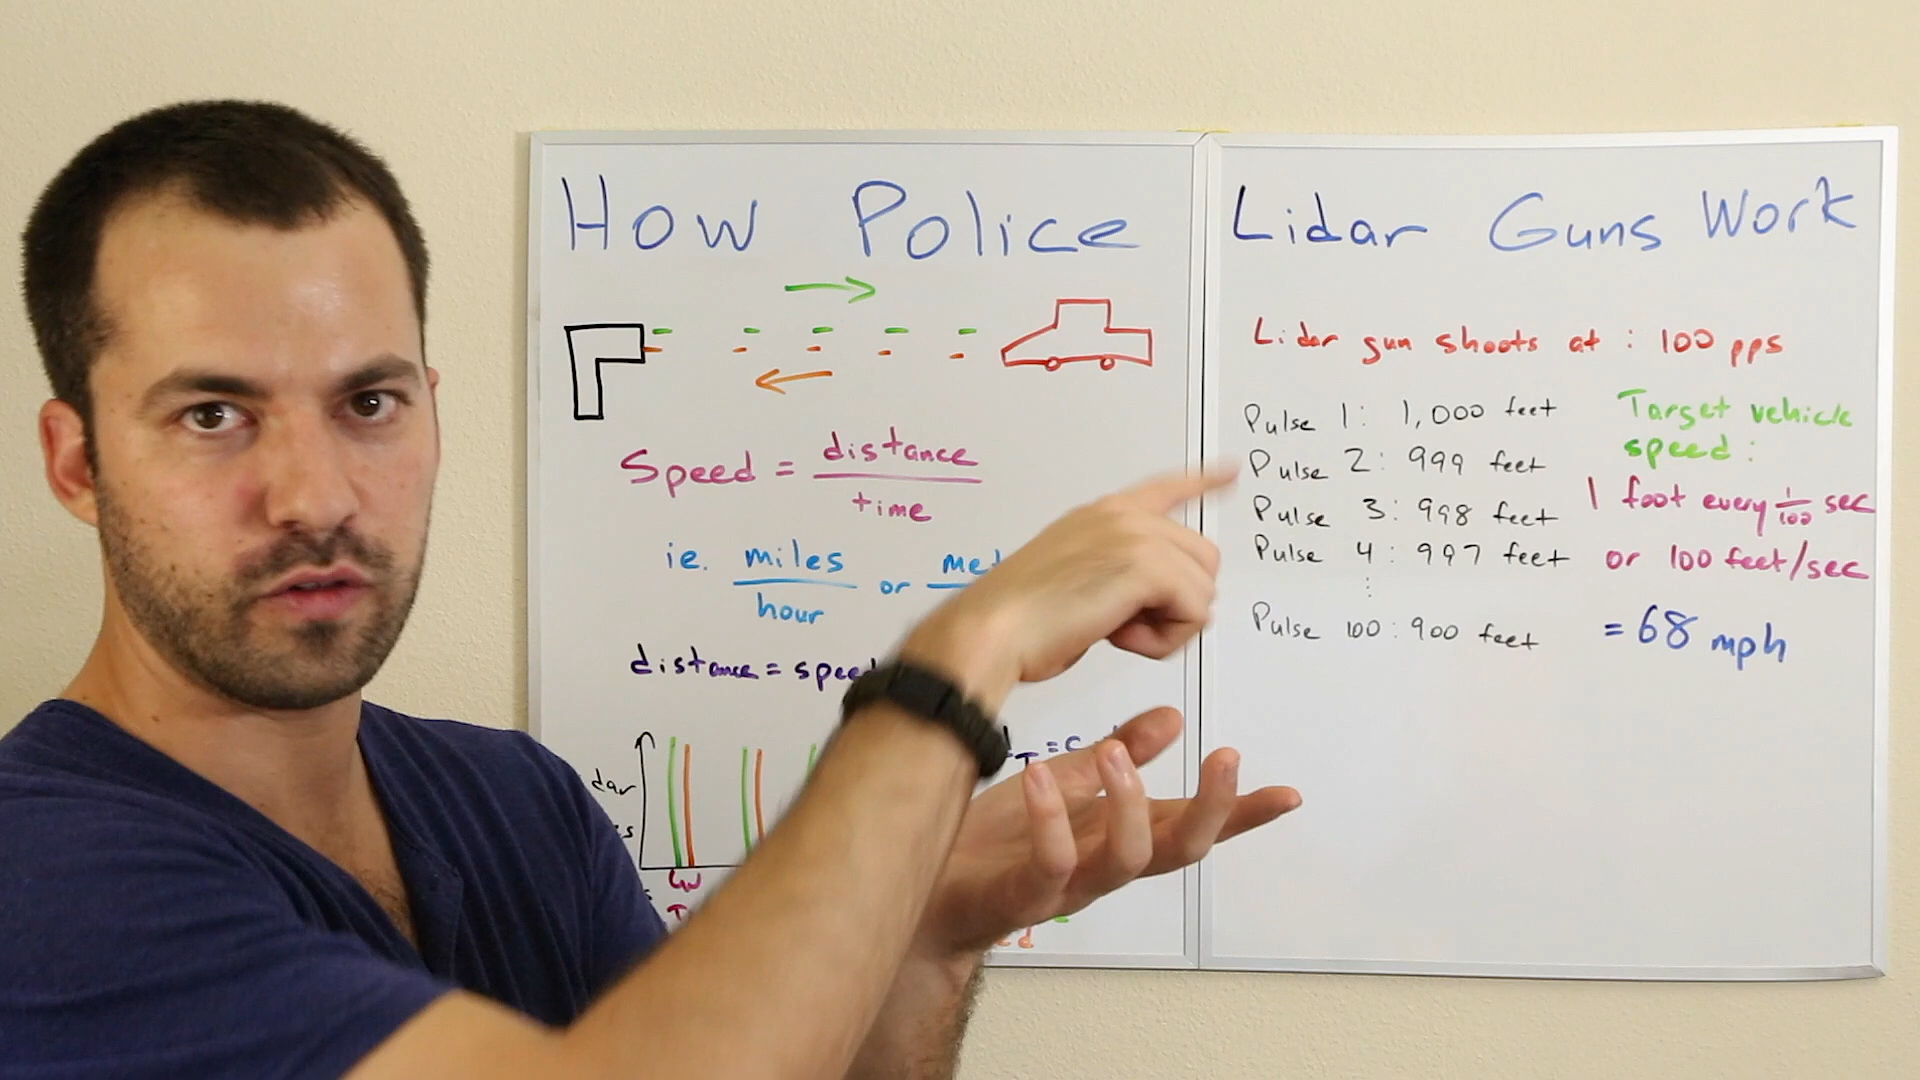 How Police Lidar Guns Work
Speed = distance
time
ie. miles
hour
or
distance =
Lidar gun shoots at : 100 pps
Pulse 1: 1,000 feet
Pulse 2: 999 feet
Pulse 3: 998 feet
Pulse 4: 997 feet
⋮
Pulse 100: 900 feet
Target vehicle
speed:
1 foot every 1/100 sec
or 100 feet/sec
= 68 mph